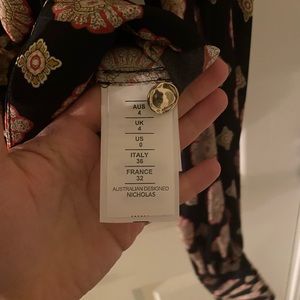 AUS
4
UK
4
US
0
ITALY
36
FRANCE
32
AUSTRALIAN DESIGNED
NICHOLAS